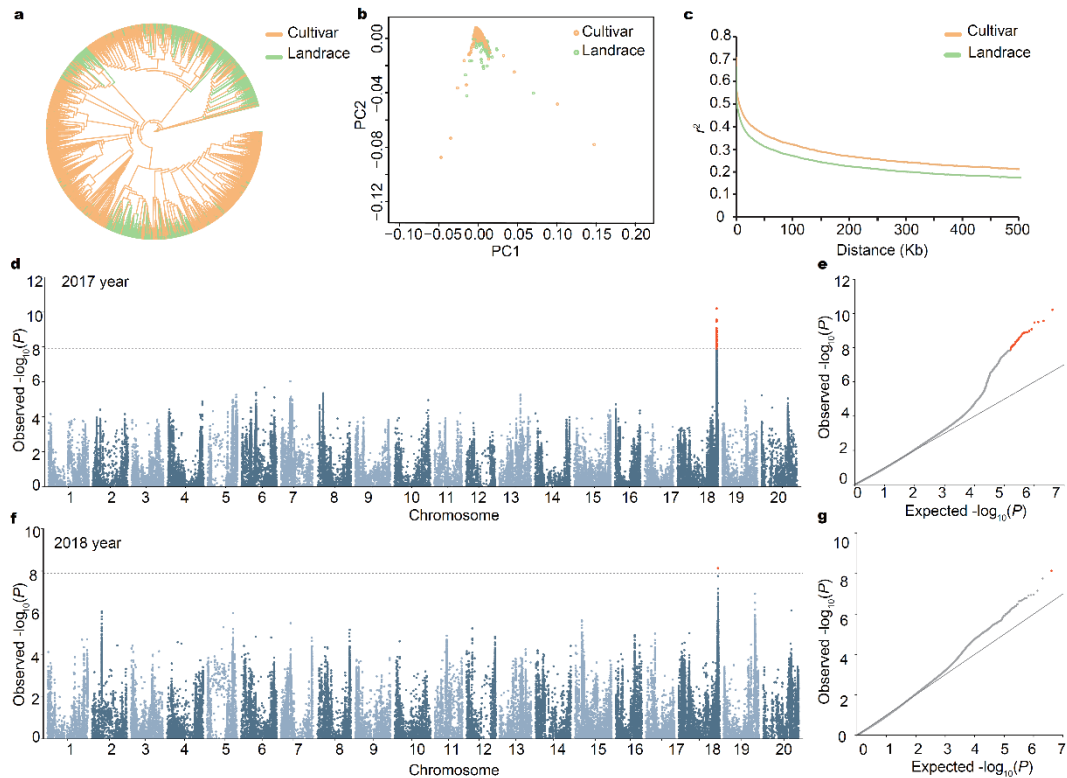 a
Cultivar
Landrace
b
Cultivar
Landrace
0.00
−0.04
−0.08
−0.12
PC2
−0.10
−0.05
0.00
0.05
0.10
0.15
0.20
PC1
c
Cultivar
Landrace
r²
0.8
0.7
0.6
0.5
0.4
0.3
0.2
0.1
0
0
100
200
300
400
500
Distance (Kb)
d
2017 year
Observed -log₁₀(P)
12
10
8
6
4
2
0
1 2 3 4 5 6 7 8 9 10 11 12 13 14 15 16 17 18 19 20
Chromosome
e
Observed -log₁₀(P)
12
10
8
6
4
2
0
0 1 2 3 4 5 6 7
Expected -log₁₀(P)
f
2018 year
Observed -log₁₀(P)
10
8
6
4
2
0
1 2 3 4 5 6 7 8 9 10 11 12 13 14 15 16 17 18 19 20
Chromosome
g
Observed -log₁₀(P)
10
8
6
4
2
0
0 1 2 3 4 5 6 7
Expected -log₁₀(P)